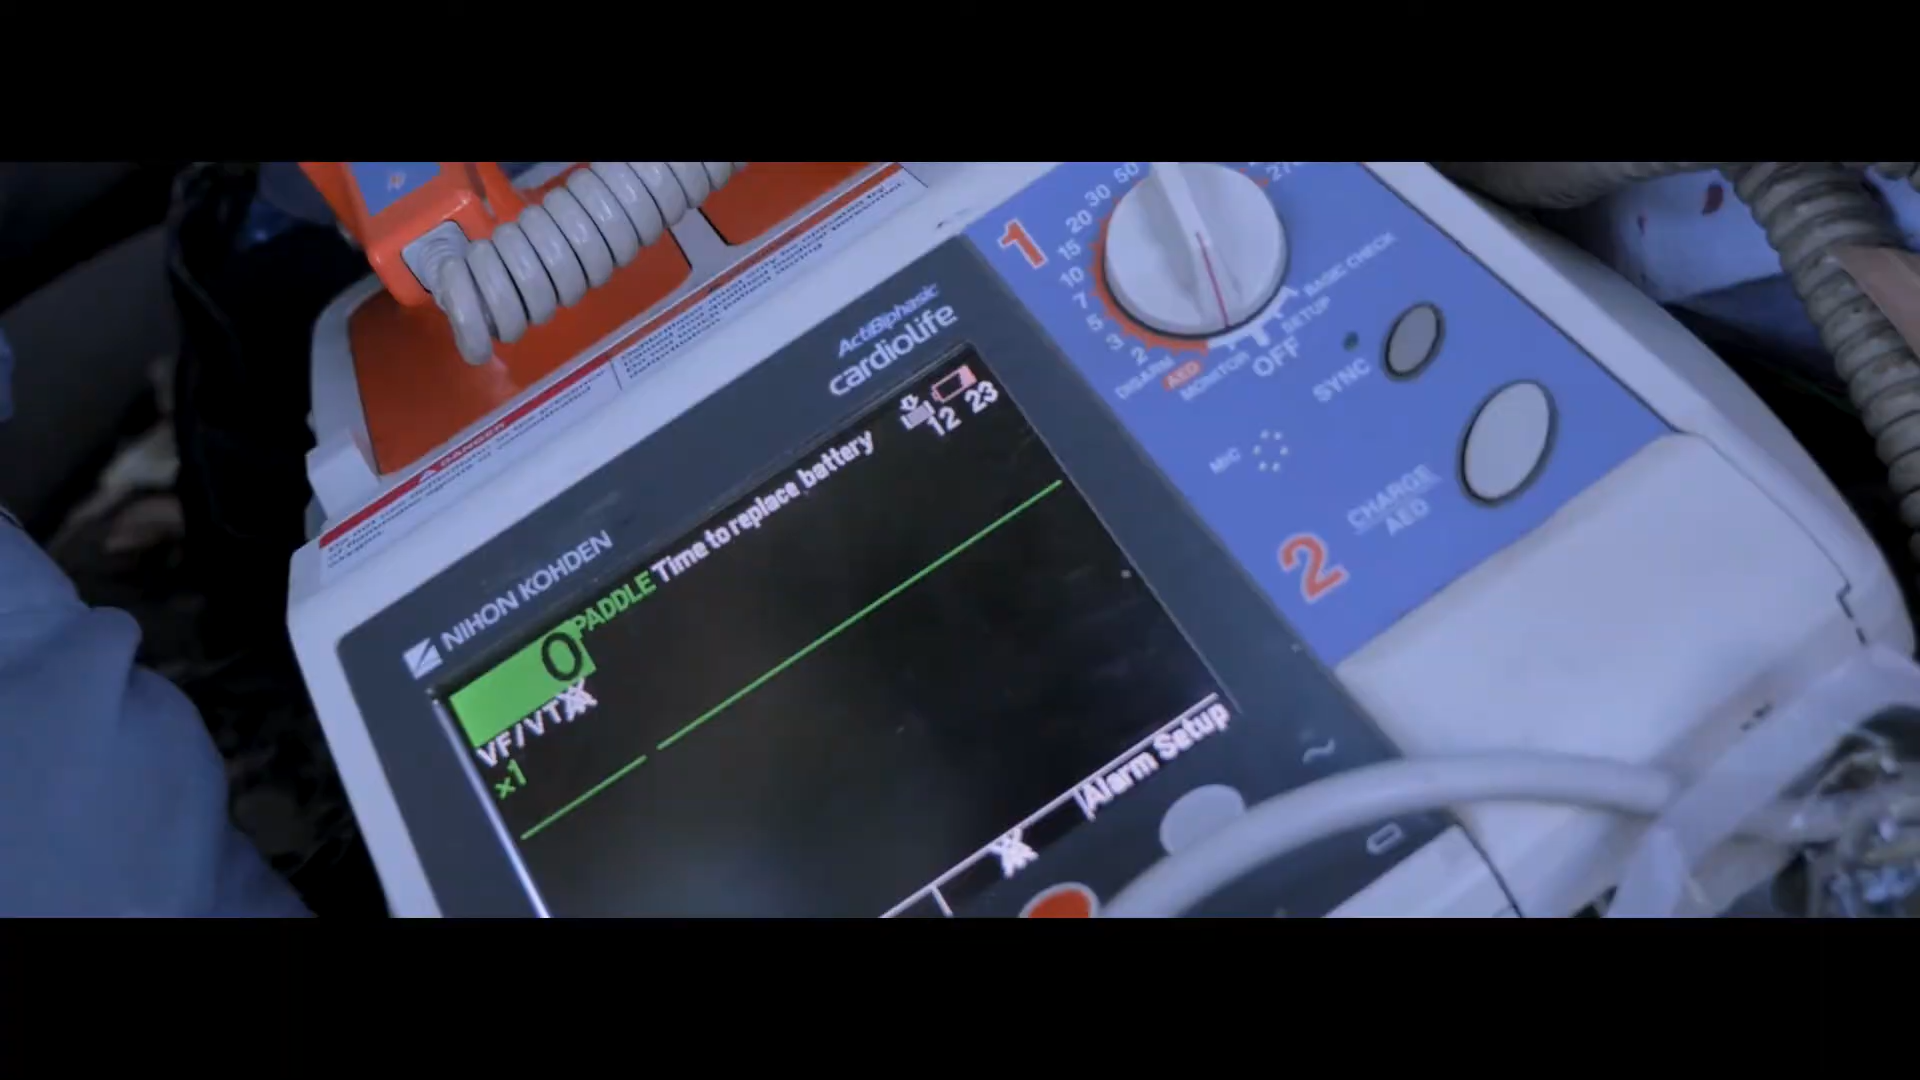 ActiBiphasic
cardiolife
NIHON KOHDEN
12 23
PADDLE Time to replace battery
0
VF/VT
x1
Alarm Setup
DANGER
1
2 3 5 7 10 15 20 30 50
270
DISARM
AED
MONITOR
OFF
SETUP
BASIC CHECK
SYNC
MIC
CHARGE
AED
2